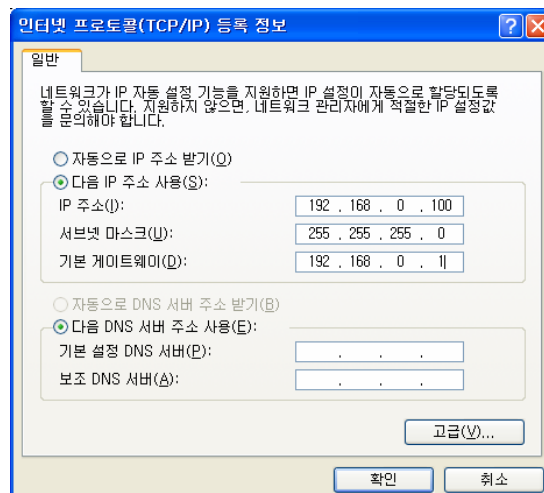 인터넷 프로토콜(TCP/IP) 등록 정보
일반
네트워크가 IP 자동 설정 기능을 지원하면 IP 설정이 자동으로 할당되도록
할 수 있습니다. 지원하지 않으면, 네트워크 관리자에게 적절한 IP 설정값
을 문의해야 합니다.
자동으로 IP 주소 받기(O)
다음 IP 주소 사용(S):
IP 주소(I): 192 . 168 . 0 . 100
서브넷 마스크(U): 255 . 255 . 255 . 0
기본 게이트웨이(D): 192 . 168 . 0 . 1
자동으로 DNS 서버 주소 받기(B)
다음 DNS 서버 주소 사용(E):
기본 설정 DNS 서버(P): . . .
보조 DNS 서버(A): . . .
고급(V)...
확인 취소